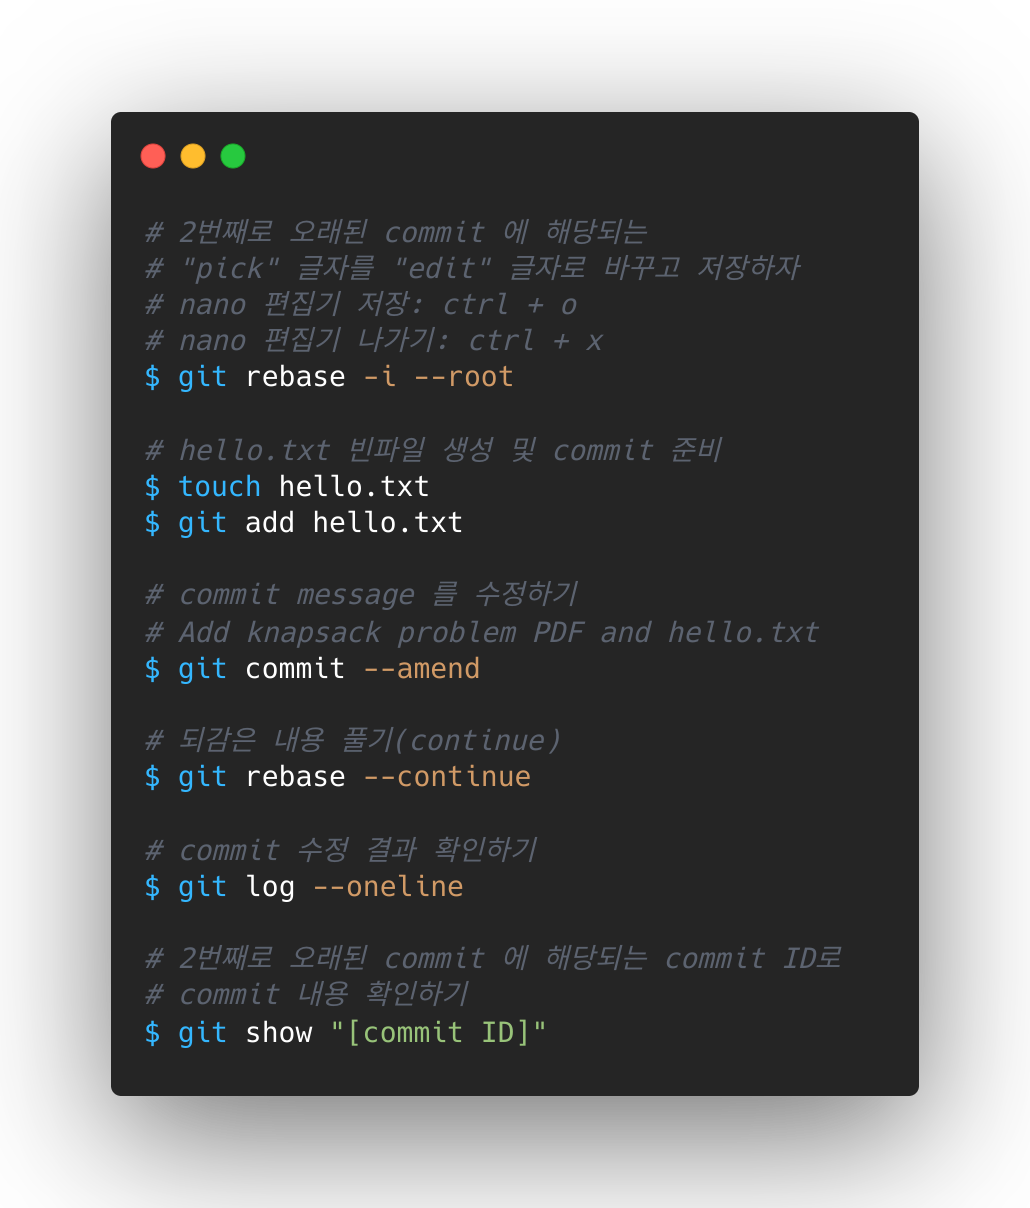 # 2번째로 오래된 commit 에 해당되는
# "pick" 글자를 "edit" 글자로 바꾸고 저장하자
# nano 편집기 저장: ctrl + o
# nano 편집기 나가기: ctrl + x
$ git rebase -i --root
# hello.txt 빈파일 생성 및 commit 준비
$ touch hello.txt
$ git add hello.txt
# commit message 를 수정하기
# Add knapsack problem PDF and hello.txt
$ git commit --amend
# 되감은 내용 풀기(continue)
$ git rebase --continue
# commit 수정 결과 확인하기
$ git log --oneline
# 2번째로 오래된 commit 에 해당되는 commit ID로
# commit 내용 확인하기
$ git show "[commit ID]"